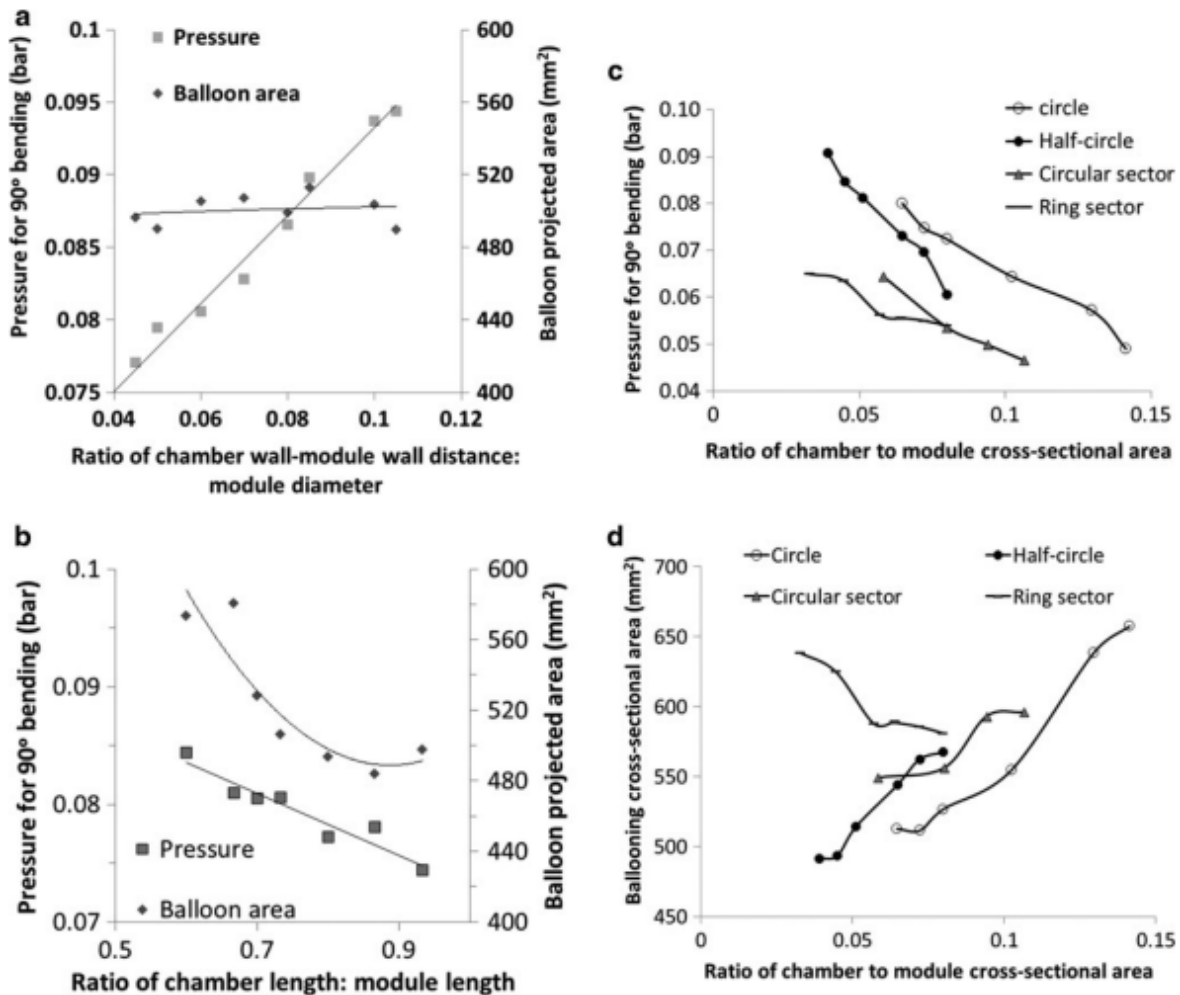 a
Pressure for 90° bending (bar)
0.1
0.095
0.09
0.085
0.08
0.075
0.04 0.06 0.08 0.1 0.12
600
560
520
480
440
400
Balloon projected area (mm²)
Pressure
Balloon area
Ratio of chamber wall-module wall distance:
module diameter
b
Pressure for 90° bending (bar)
0.1
0.09
0.08
0.07
0.5 0.7 0.9
600
560
520
480
440
400
Balloon projected area (mm²)
Pressure
Balloon area
Ratio of chamber length: module length
c
Pressure for 90° bending (bar)
0.10
0.09
0.08
0.07
0.06
0.05
0.04
0 0.05 0.1 0.15
circle
Half-circle
Circular sector
Ring sector
Ratio of chamber to module cross-sectional area
d
Ballooning cross-sectional area (mm²)
700
650
600
550
500
450
0 0.05 0.1 0.15
Circle Half-circle
Circular sector Ring sector
Ratio of chamber to module cross-sectional area